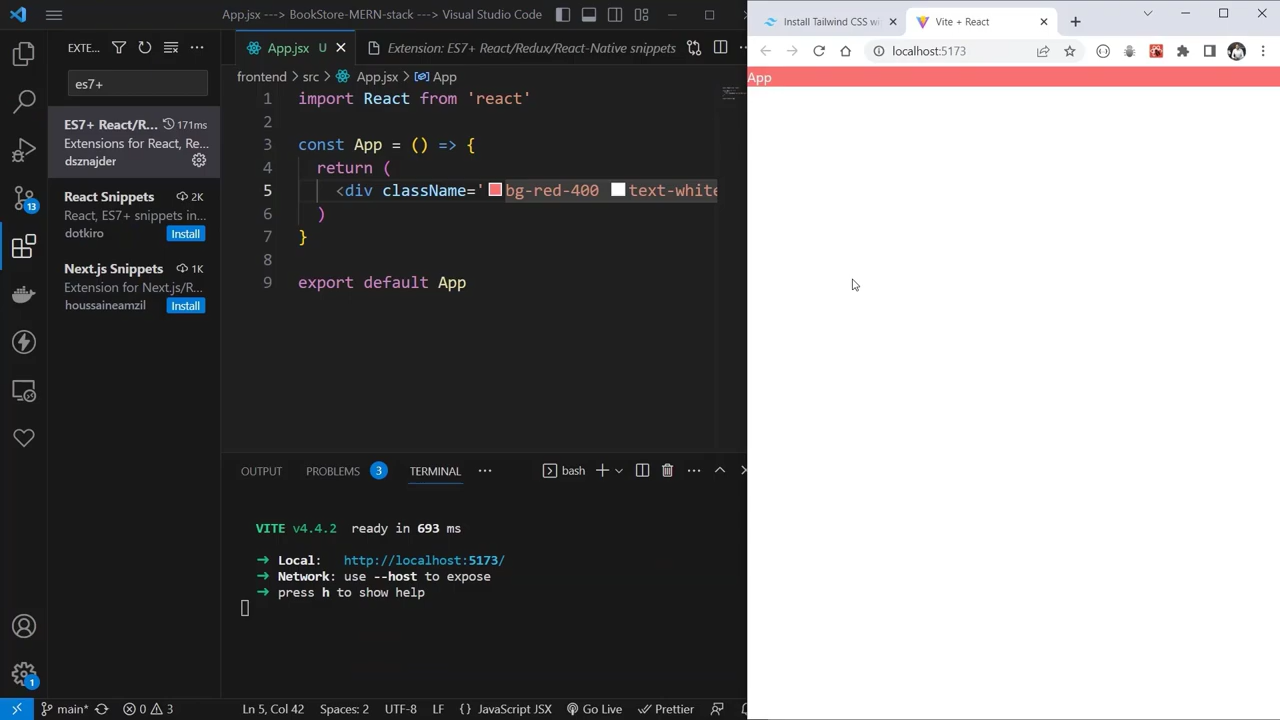 App.jsx ---> BookStore-MERN-stack ---> Visual Studio Code
EXTE...
es7+
ES7+ React/R... 171ms
Extensions for React, Re...
dsznajder
React Snippets 2K
React, ES7+ snippets in...
dotkiro Install
Next.js Snippets 1K
Extension for Next.js/R...
houssaineamzil Install
13
1
App.jsx U
Extension: ES7+ React/Redux/React-Native snippets
frontend > src > App.jsx > App
1 import React from 'react'
2
3 const App = () => {
4 return (
5 <div className='bg-red-400 text-white
6 )
7 }
8
9 export default App
OUTPUT PROBLEMS 3 TERMINAL ... bash
VITE v4.4.2 ready in 693 ms
➜ Local: http://localhost:5173/
➜ Network: use --host to expose
➜ press h to show help
main* 0 3 Ln 5, Col 42 Spaces: 2 UTF-8 LF {} JavaScript JSX Go Live Prettier
Install Tailwind CSS wi
Vite + React
localhost:5173
App